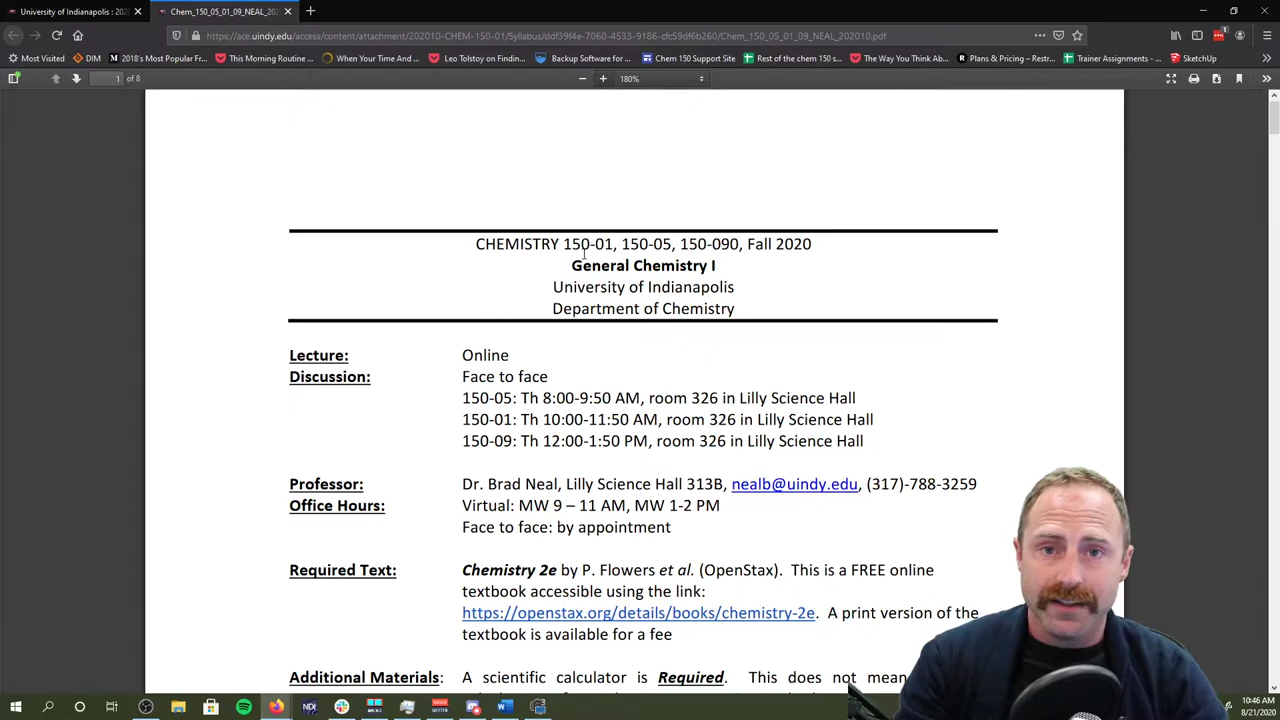 University of Indianapolis : 202
Chem_150_05_01_09_NEAL_202
https://ace.uindy.edu/access/content/attachment/202010-CHEM-150-01/Syllabus/ddf39f4e-7060-4533-9186-cfc59df6b260/Chem_150_05_01_09_NEAL_202010.pdf
Most Visited DIM 2018's Most Popular Fr... This Morning Routine ... When Your Time And ... Leo Tolstoy on Findin... Backup Software for ... Chem 150 Support Site Rest of the chem 150 s... The Way You Think Ab... Plans & Pricing – Restr... Trainer Assignments -... SketchUp
1 of 8 180%
CHEMISTRY 150-01, 150-05, 150-090, Fall 2020
General Chemistry I
University of Indianapolis
Department of Chemistry
Lecture: Online
Discussion: Face to face
150-05: Th 8:00-9:50 AM, room 326 in Lilly Science Hall
150-01: Th 10:00-11:50 AM, room 326 in Lilly Science Hall
150-09: Th 12:00-1:50 PM, room 326 in Lilly Science Hall
Professor: Dr. Brad Neal, Lilly Science Hall 313B, nealb@uindy.edu, (317)-788-3259
Office Hours: Virtual: MW 9 – 11 AM, MW 1-2 PM
Face to face: by appointment
Required Text: Chemistry 2e by P. Flowers et al. (OpenStax). This is a FREE online
textbook accessible using the link:
https://openstax.org/details/books/chemistry-2e. A print version of the
textbook is available for a fee
Additional Materials: A scientific calculator is Required. This does not mean
10:46 AM
8/21/2020